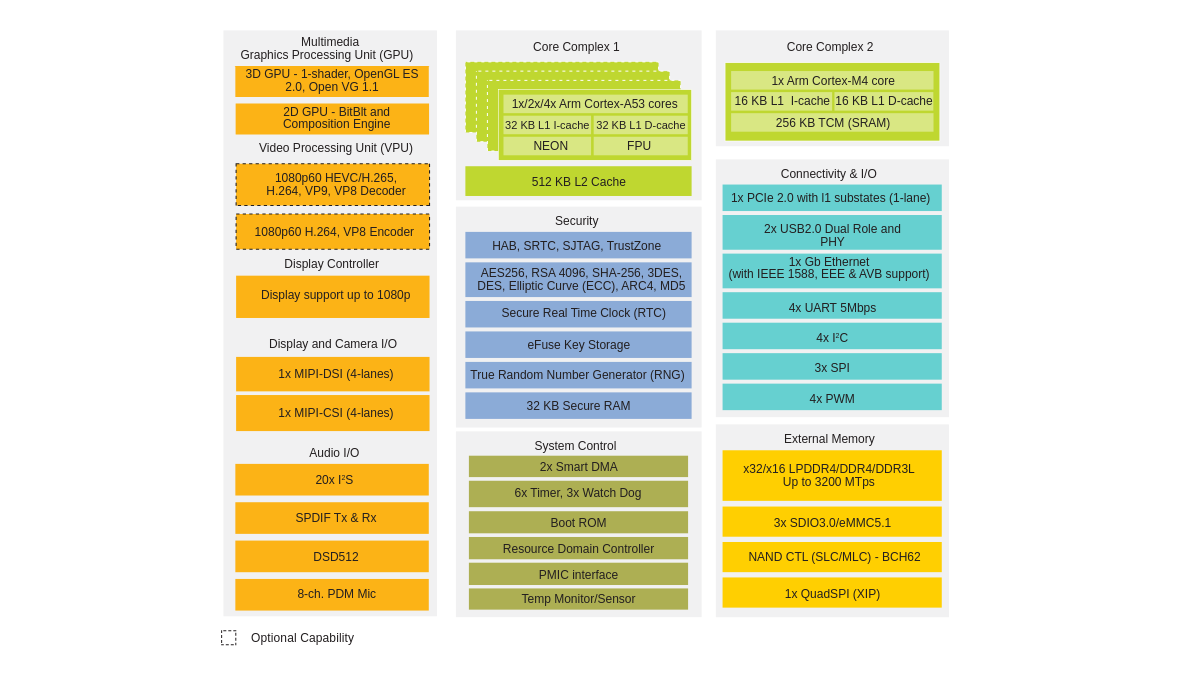 Multimedia
Graphics Processing Unit (GPU)
3D GPU - 1-shader, OpenGL ES
2.0, Open VG 1.1
2D GPU - BitBlt and
Composition Engine
Video Processing Unit (VPU)
1080p60 HEVC/H.265,
H.264, VP9, VP8 Decoder
1080p60 H.264, VP8 Encoder
Display Controller
Display support up to 1080p
Display and Camera I/O
1x MIPI-DSI (4-lanes)
1x MIPI-CSI (4-lanes)
Audio I/O
20x I²S
SPDIF Tx & Rx
DSD512
8-ch. PDM Mic
Optional Capability
Core Complex 1
1x/2x/4x Arm Cortex-A53 cores
32 KB L1 I-cache
32 KB L1 D-cache
NEON
FPU
512 KB L2 Cache
Security
HAB, SRTC, SJTAG, TrustZone
AES256, RSA 4096, SHA-256, 3DES,
DES, Elliptic Curve (ECC), ARC4, MD5
Secure Real Time Clock (RTC)
eFuse Key Storage
True Random Number Generator (RNG)
32 KB Secure RAM
System Control
2x Smart DMA
6x Timer, 3x Watch Dog
Boot ROM
Resource Domain Controller
PMIC interface
Temp Monitor/Sensor
Core Complex 2
1x Arm Cortex-M4 core
16 KB L1 I-cache
16 KB L1 D-cache
256 KB TCM (SRAM)
Connectivity & I/O
1x PCIe 2.0 with l1 substates (1-lane)
2x USB2.0 Dual Role and
PHY
1x Gb Ethernet
(with IEEE 1588, EEE & AVB support)
4x UART 5Mbps
4x I²C
3x SPI
4x PWM
External Memory
x32/x16 LPDDR4/DDR4/DDR3L
Up to 3200 MTps
3x SDIO3.0/eMMC5.1
NAND CTL (SLC/MLC) - BCH62
1x QuadSPI (XIP)